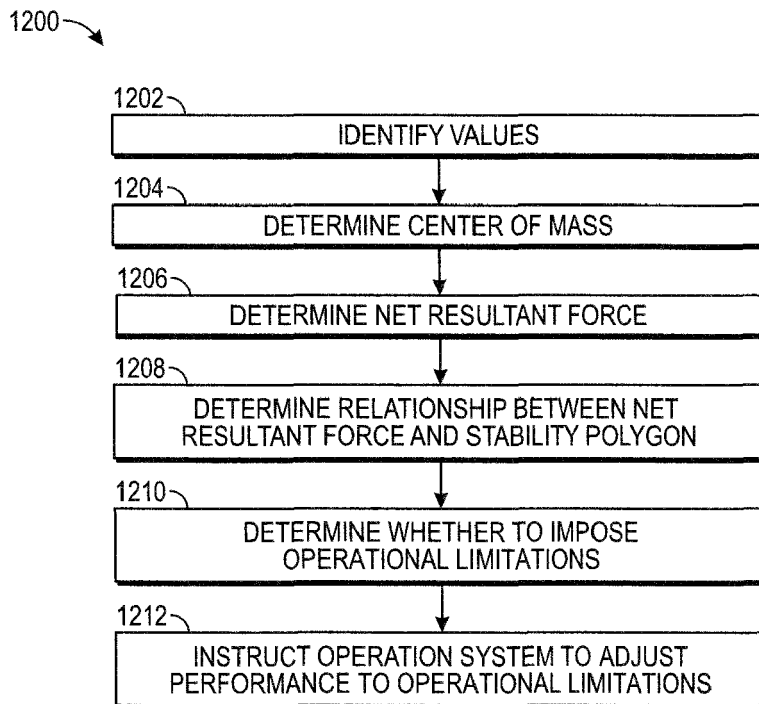 1200
1202
IDENTIFY VALUES
1204
DETERMINE CENTER OF MASS
1206
DETERMINE NET RESULTANT FORCE
1208
DETERMINE RELATIONSHIP BETWEEN NET
RESULTANT FORCE AND STABILITY POLYGON
1210
DETERMINE WHETHER TO IMPOSE
OPERATIONAL LIMITATIONS
1212
INSTRUCT OPERATION SYSTEM TO ADJUST
PERFORMANCE TO OPERATIONAL LIMITATIONS